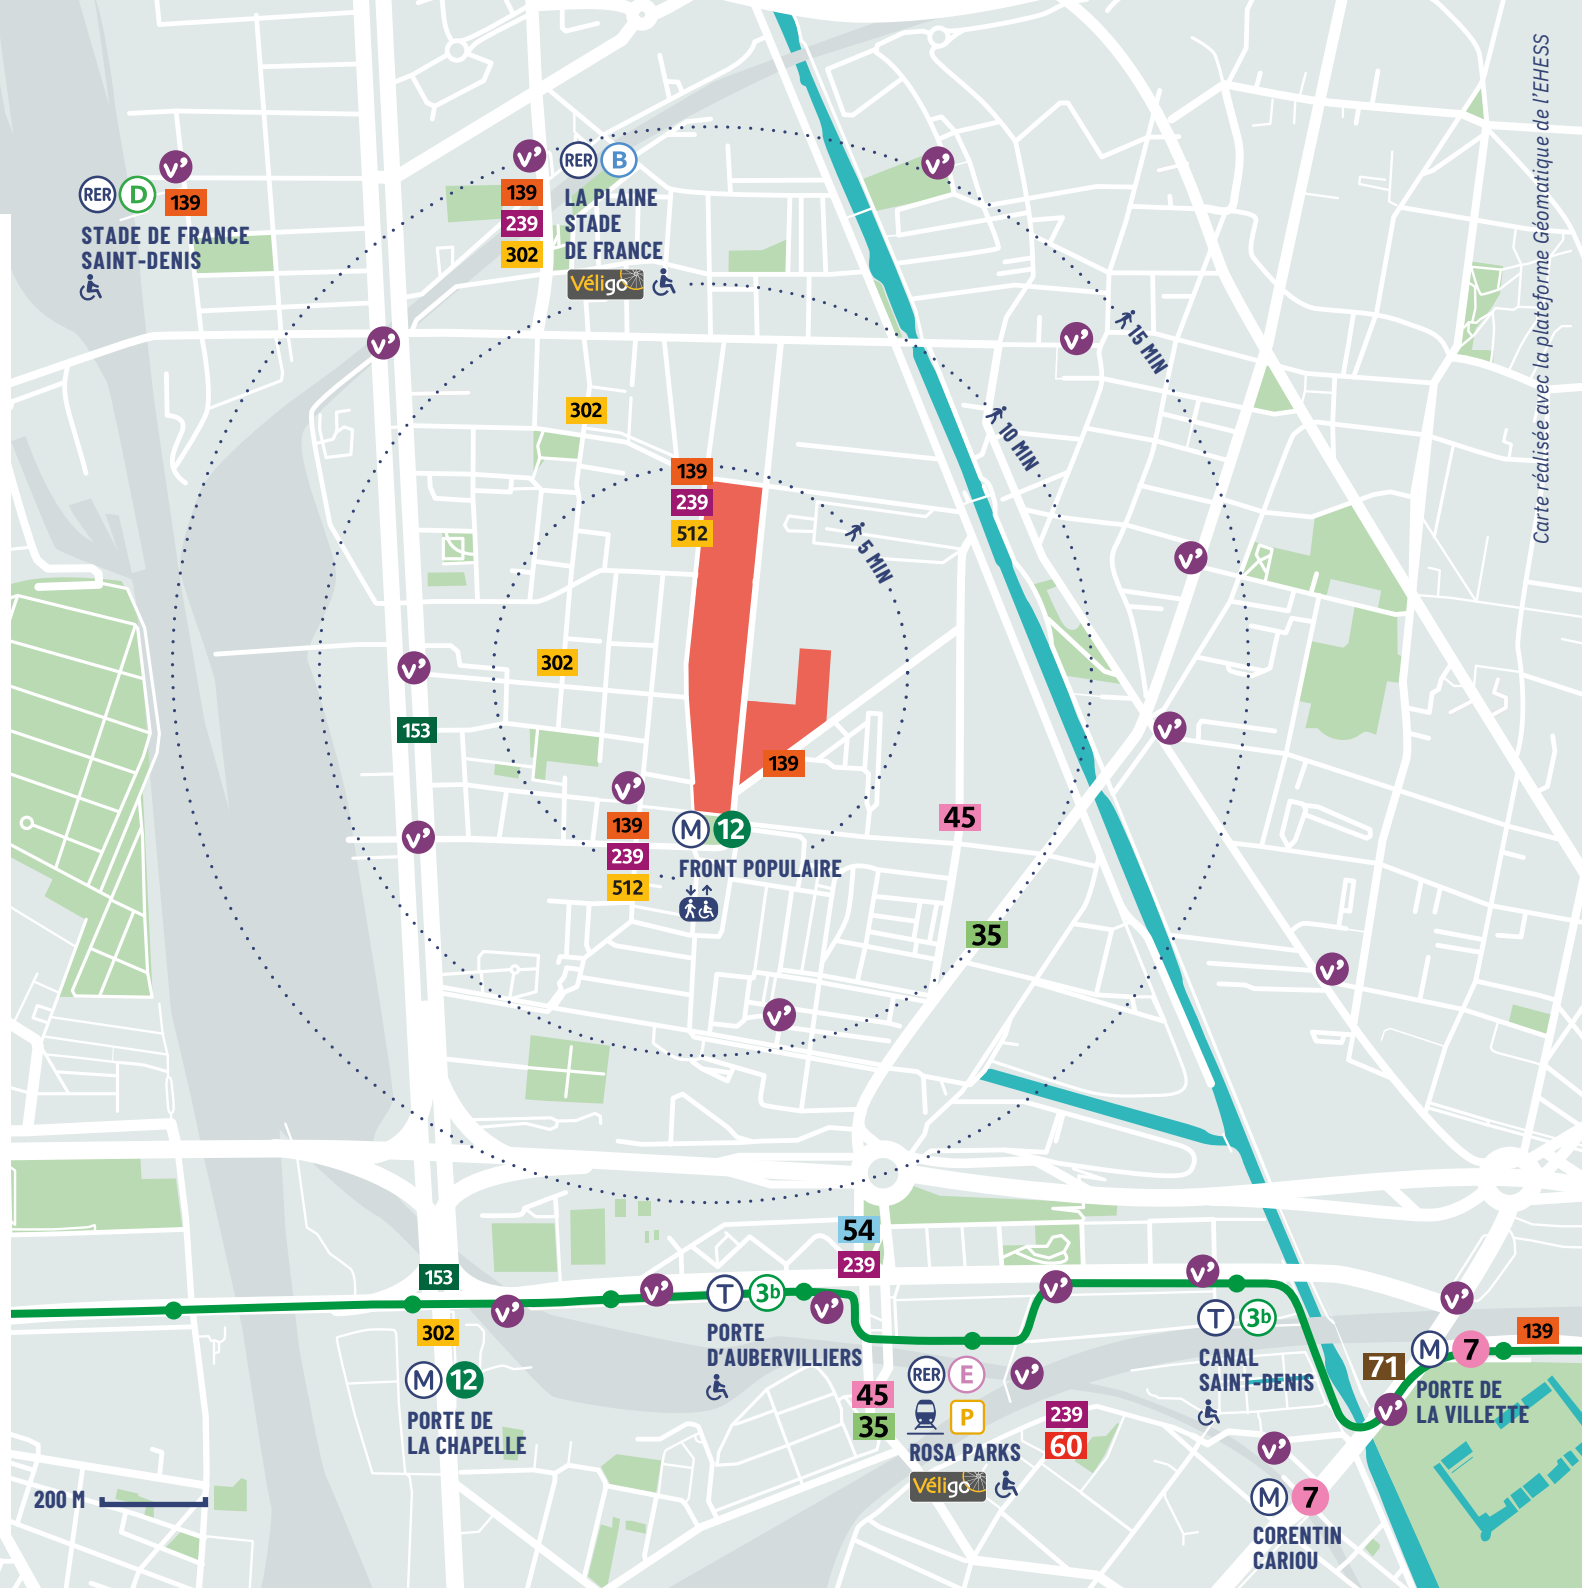 Carte réalisée avec la plateforme Géomatique de l'EHESS
RER D
v'
139
STADE DE FRANCE
SAINT-DENIS
v'
RER B
139
239
302
LA PLAINE
STADE
DE FRANCE
Véligo
v'
v'
v'
15 MIN
10 MIN
5 MIN
302
139
239
512
v'
302
v'
153
v'
139
v'
45
v'
139
239
512
M 12
FRONT POPULAIRE
35
v'
v'
54
239
153
302
v'
v'
T 3b
v'
PORTE
D'AUBERVILLIERS
M 12
PORTE DE
LA CHAPELLE
v'
v'
T 3b
CANAL
SAINT-DENIS
v'
139
71
M 7
PORTE DE
LA VILLETTE
v'
45
35
RER E
v'
P
ROSA PARKS
Véligo
239
60
v'
M 7
CORENTIN
CARIOU
200 M